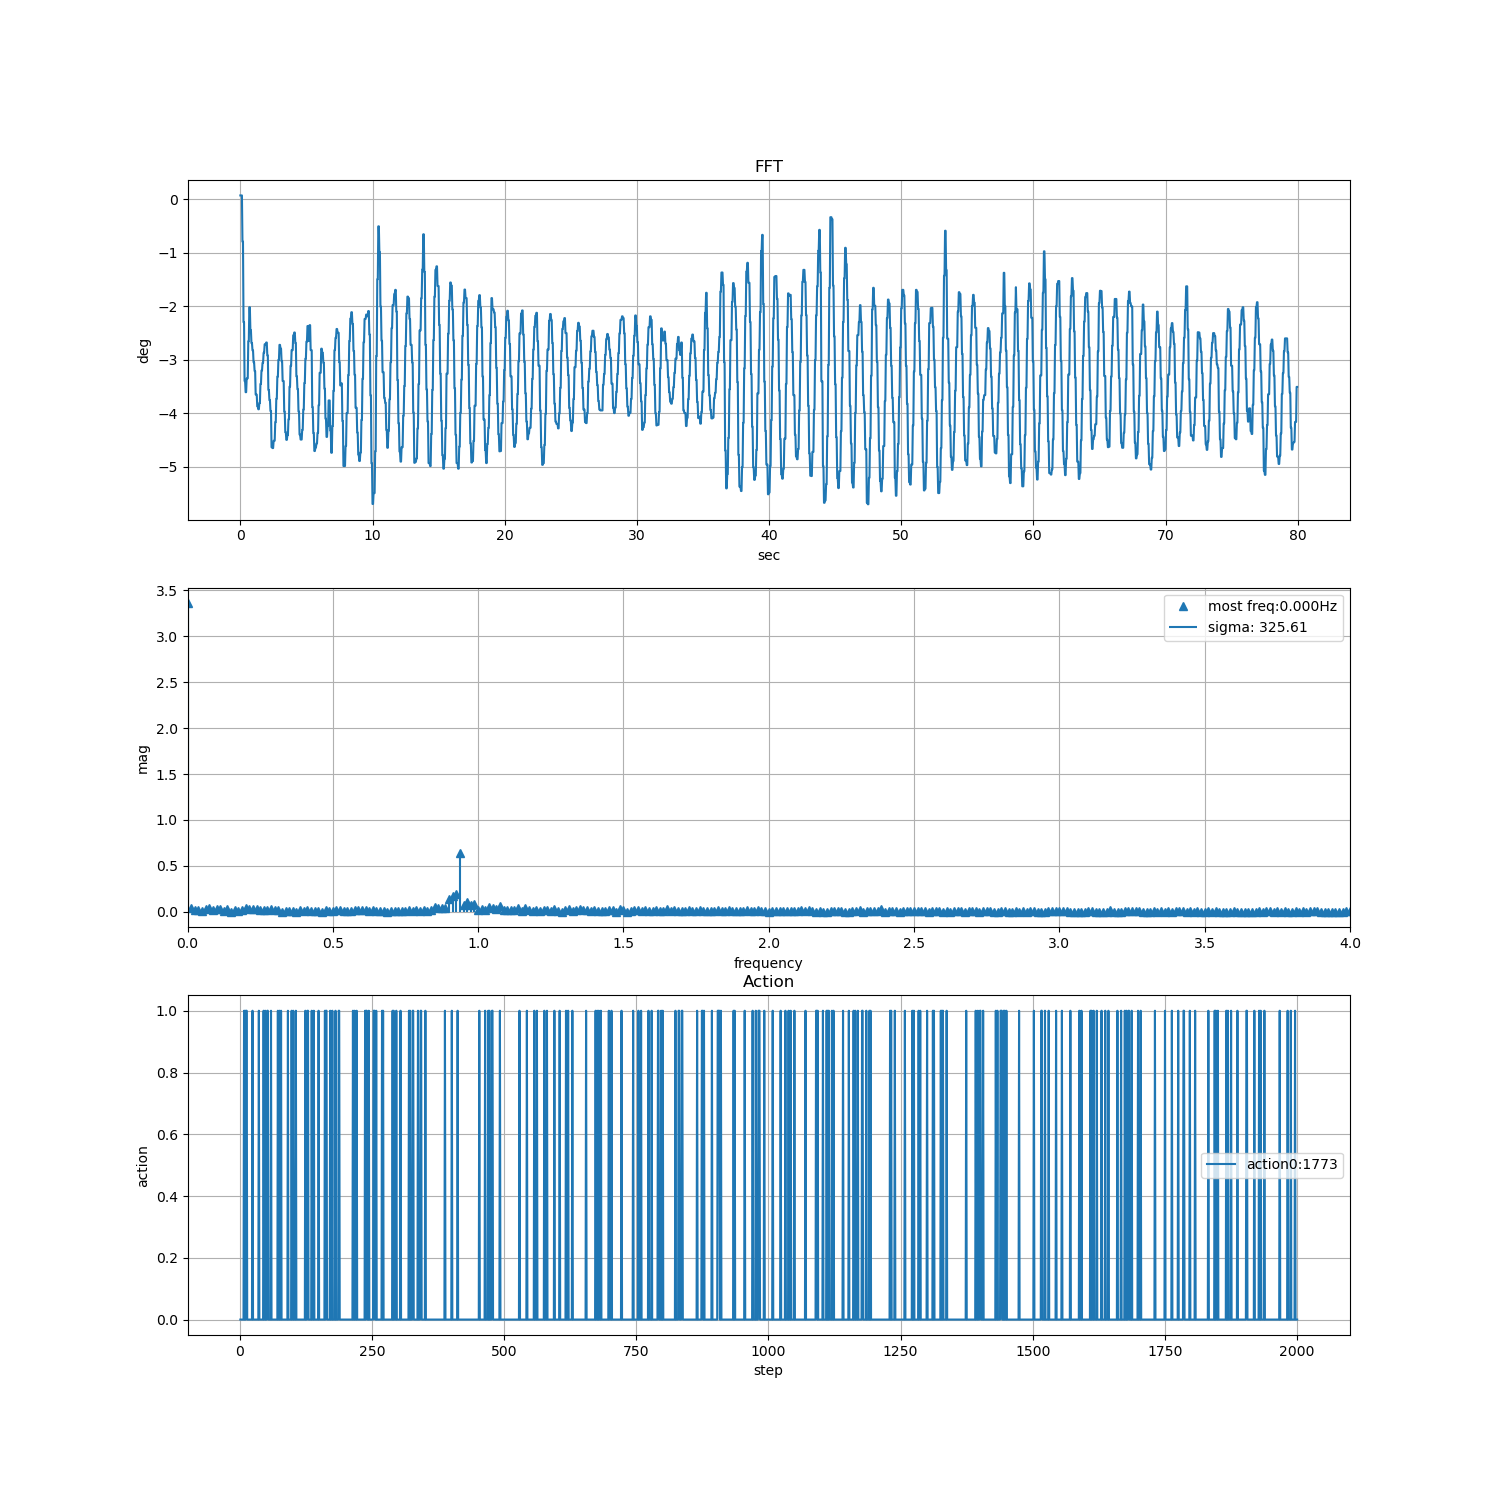 FFT
0
−1
−2
−3
−4
−5
deg
0 10 20 30 40 50 60 70 80
sec
3.5
3.0
2.5
2.0
1.5
1.0
0.5
0.0
mag
most freq:0.000Hz
sigma: 325.61
0.0 0.5 1.0 1.5 2.0 2.5 3.0 3.5 4.0
frequency
Action
1.0
0.8
0.6
0.4
0.2
0.0
action
action0:1773
0 250 500 750 1000 1250 1500 1750 2000
step